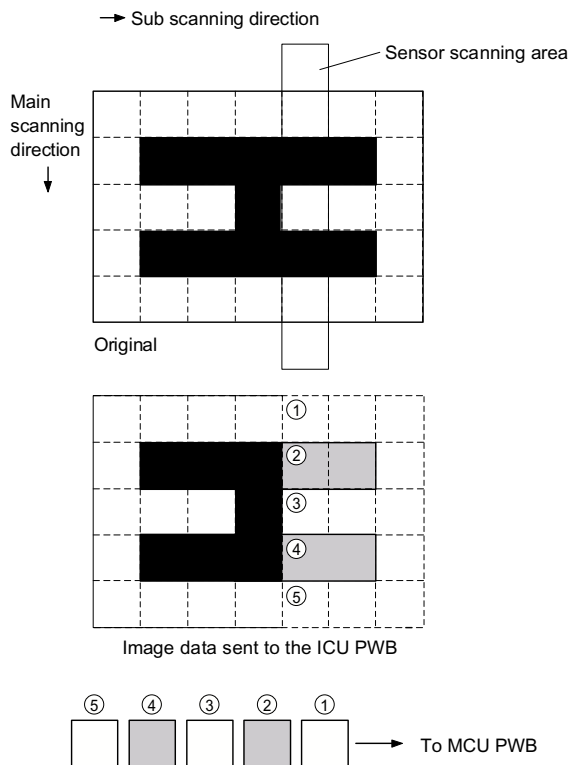 → Sub scanning direction
Sensor scanning area
Main
scanning
direction
Original
①
②
③
④
⑤
Image data sent to the ICU PWB
⑤ ④ ③ ② ①
To MCU PWB